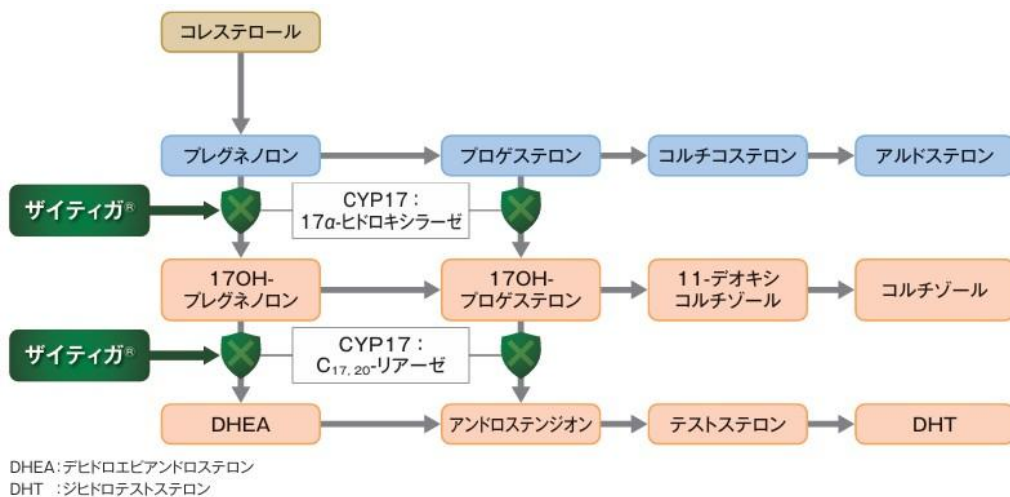 コレステロール
プレグネノロン
プロゲステロン
コルチコステロン
アルドステロン
ザイティガ®
CYP17：
17α-ヒドロキシラーゼ
17OH-
プレグネノロン
17OH-
プロゲステロン
11-デオキシ
コルチゾール
コルチゾール
ザイティガ®
CYP17：
C₁₇,₂₀-リアーゼ
DHEA
アンドロステンジオン
テストステロン
DHT
DHEA：デヒドロエピアンドロステロン
DHT ：ジヒドロテストステロン